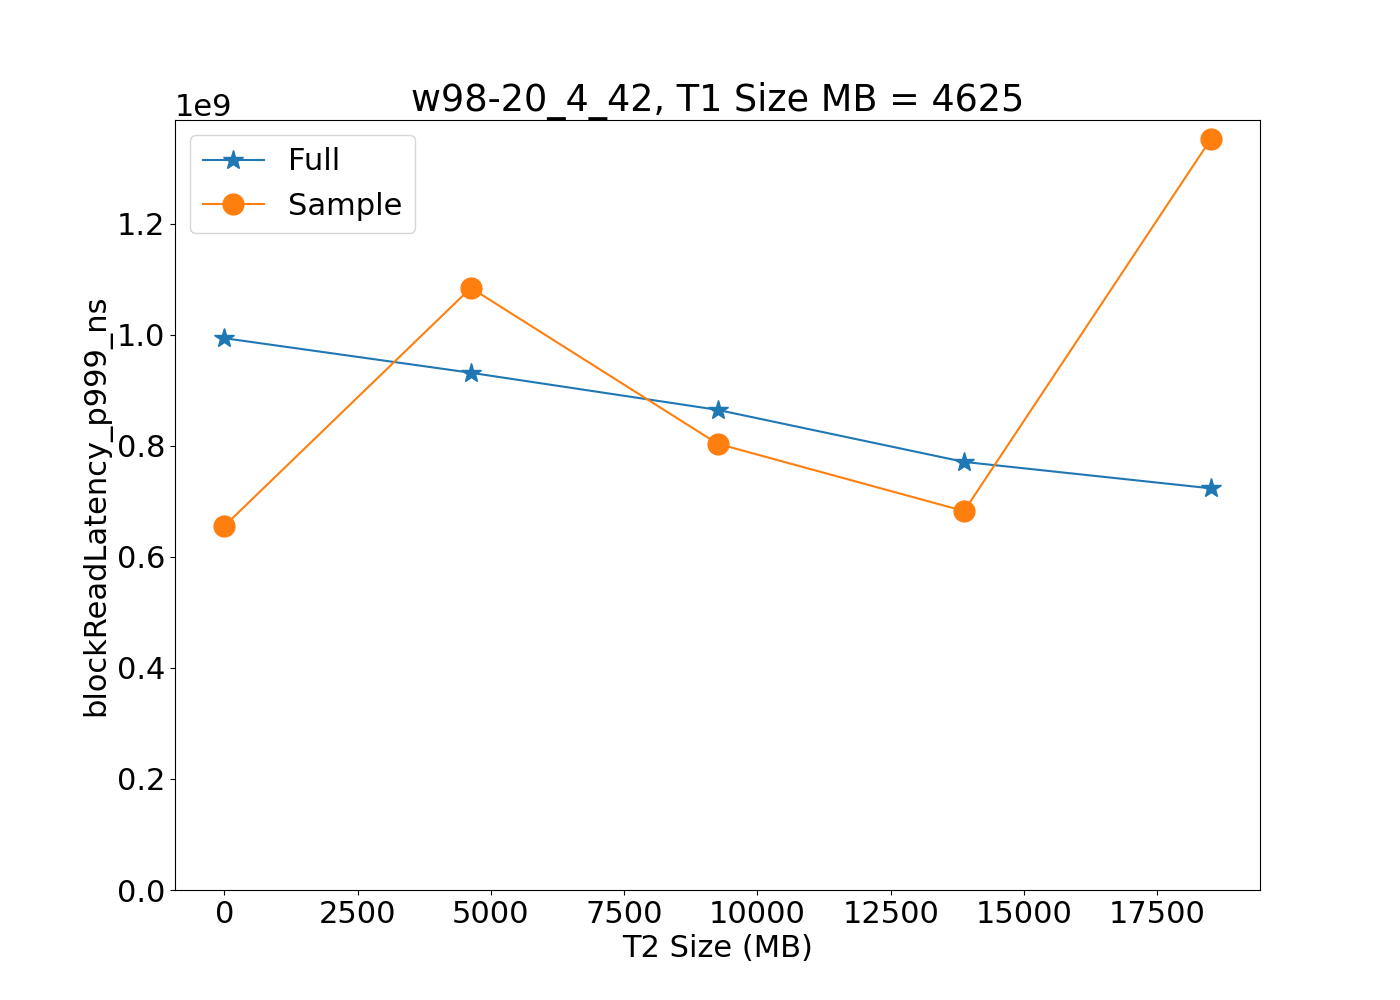 w98-20_4_42, T1 Size MB = 4625
1e9
Full
Sample
1.2
1.0
0.8
0.6
0.4
0.2
0.0
blockReadLatency_p999_ns
0 2500 5000 7500 10000 12500 15000 17500
T2 Size (MB)